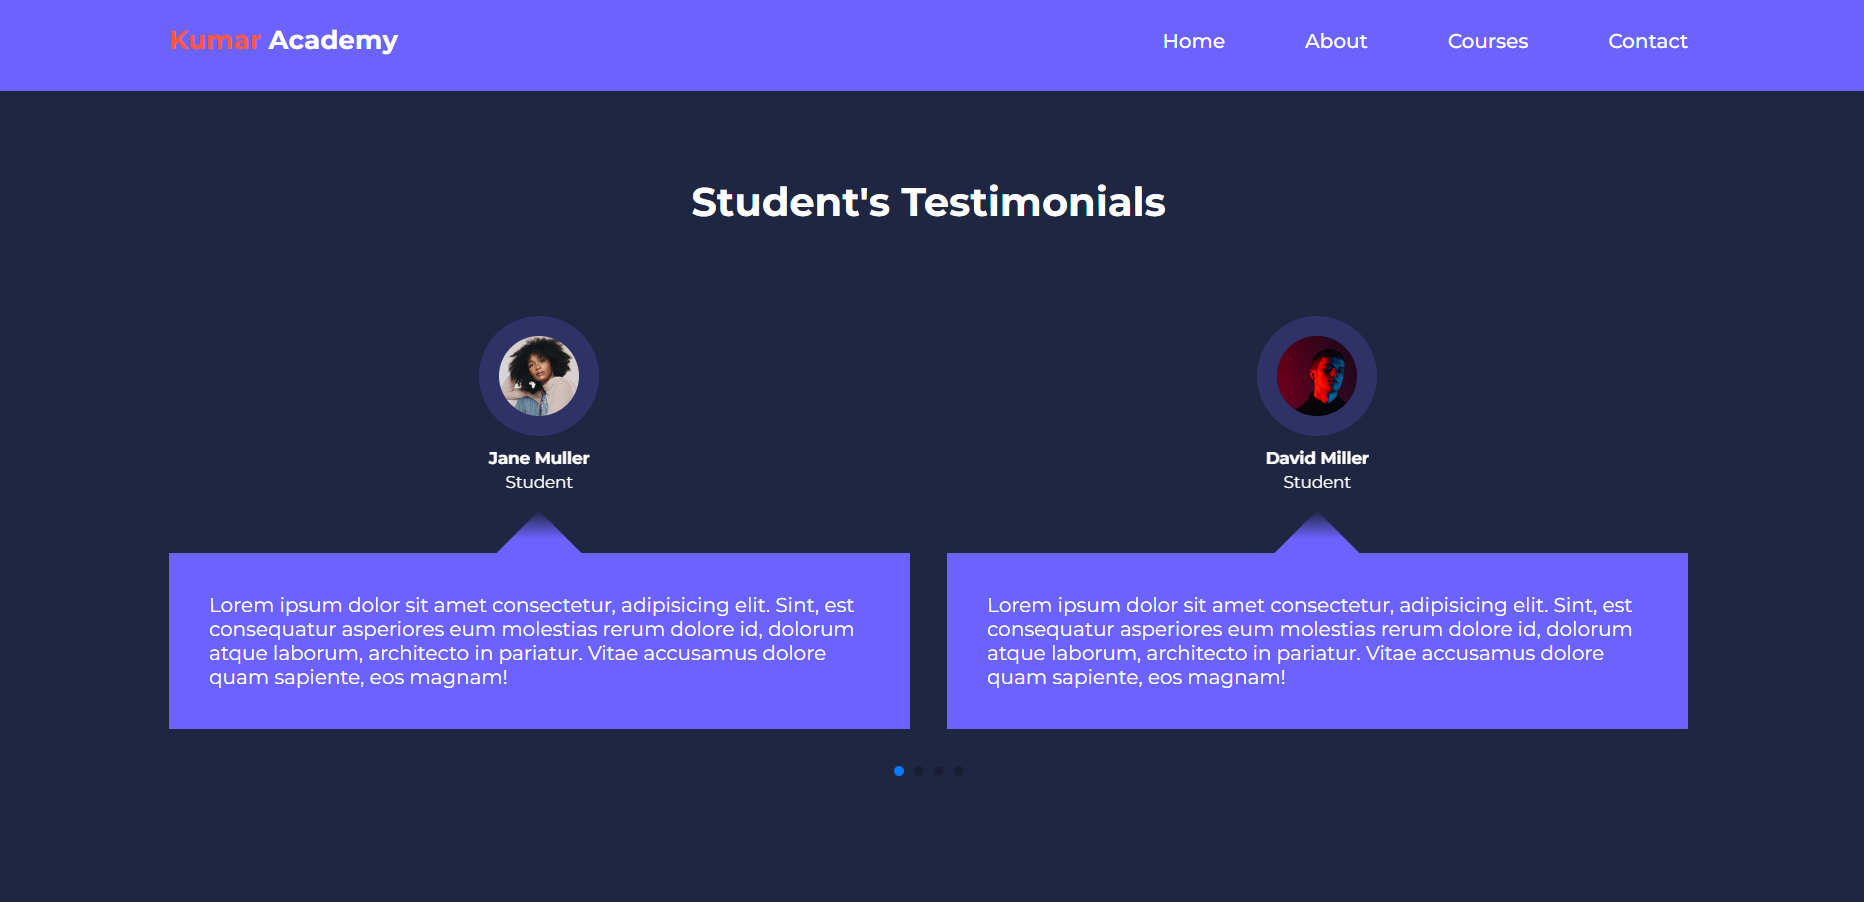 Kumar Academy
Home About Courses Contact
Student's Testimonials
Jane Muller
Student
Lorem ipsum dolor sit amet consectetur, adipisicing elit. Sint, est
consequatur asperiores eum molestias rerum dolore id, dolorum
atque laborum, architecto in pariatur. Vitae accusamus dolore
quam sapiente, eos magnam!
David Miller
Student
Lorem ipsum dolor sit amet consectetur, adipisicing elit. Sint, est
consequatur asperiores eum molestias rerum dolore id, dolorum
atque laborum, architecto in pariatur. Vitae accusamus dolore
quam sapiente, eos magnam!